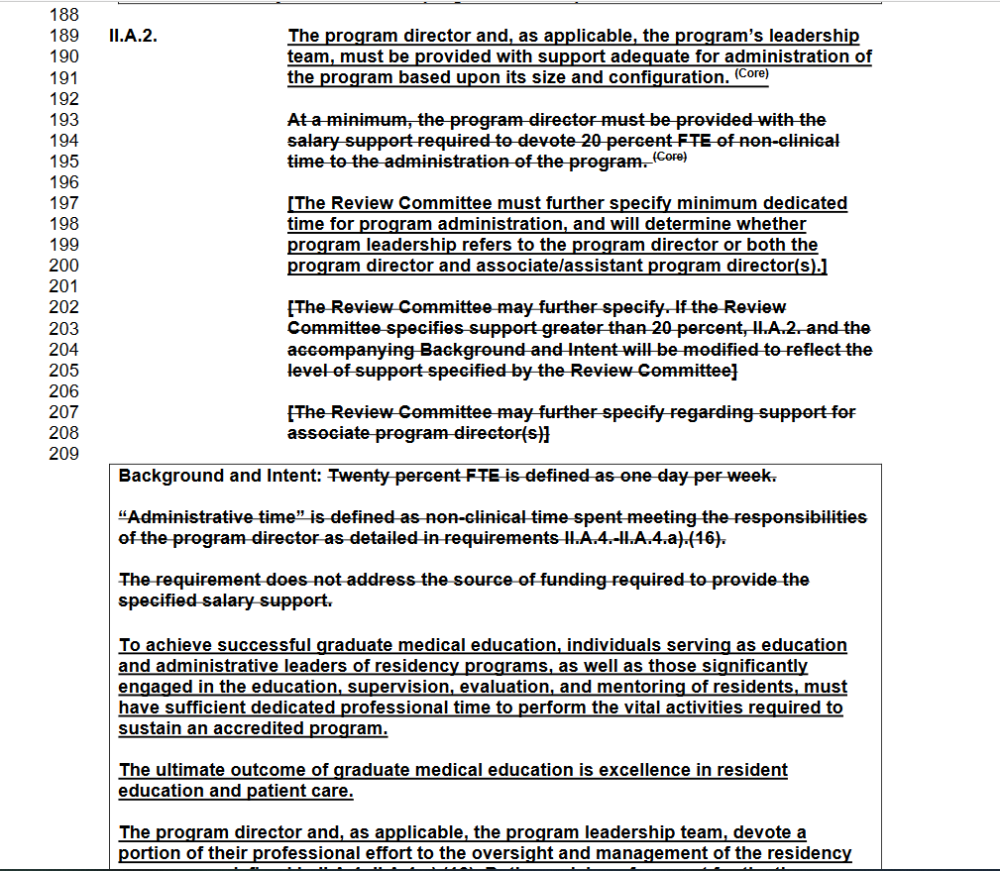 188
189 II.A.2. The program director and, as applicable, the program’s leadership
190 team, must be provided with support adequate for administration of
191 the program based upon its size and configuration. (Core)
192
193 At a minimum, the program director must be provided with the
194 salary support required to devote 20 percent FTE of non-clinical
195 time to the administration of the program. (Core)
196
197 [The Review Committee must further specify minimum dedicated
198 time for program administration, and will determine whether
199 program leadership refers to the program director or both the
200 program director and associate/assistant program director(s).]
201
202 [The Review Committee may further specify. If the Review
203 Committee specifies support greater than 20 percent, II.A.2. and the
204 accompanying Background and Intent will be modified to reflect the
205 level of support specified by the Review Committee]
206
207 [The Review Committee may further specify regarding support for
208 associate program director(s)]
209
Background and Intent: Twenty percent FTE is defined as one day per week.
“Administrative time” is defined as non-clinical time spent meeting the responsibilities
of the program director as detailed in requirements II.A.4.-II.A.4.a).(16).
The requirement does not address the source of funding required to provide the
specified salary support.
To achieve successful graduate medical education, individuals serving as education
and administrative leaders of residency programs, as well as those significantly
engaged in the education, supervision, evaluation, and mentoring of residents, must
have sufficient dedicated professional time to perform the vital activities required to
sustain an accredited program.
The ultimate outcome of graduate medical education is excellence in resident
education and patient care.
The program director and, as applicable, the program leadership team, devote a
portion of their professional effort to the oversight and management of the residency